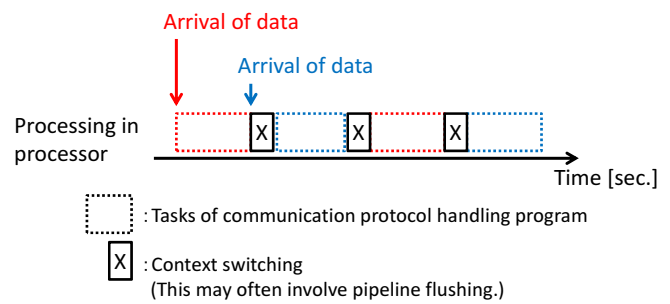 Arrival of data
Arrival of data
Processing in
processor
X
X
X
Time [sec.]
: Tasks of communication protocol handling program
X
: Context switching
(This may often involve pipeline flushing.)